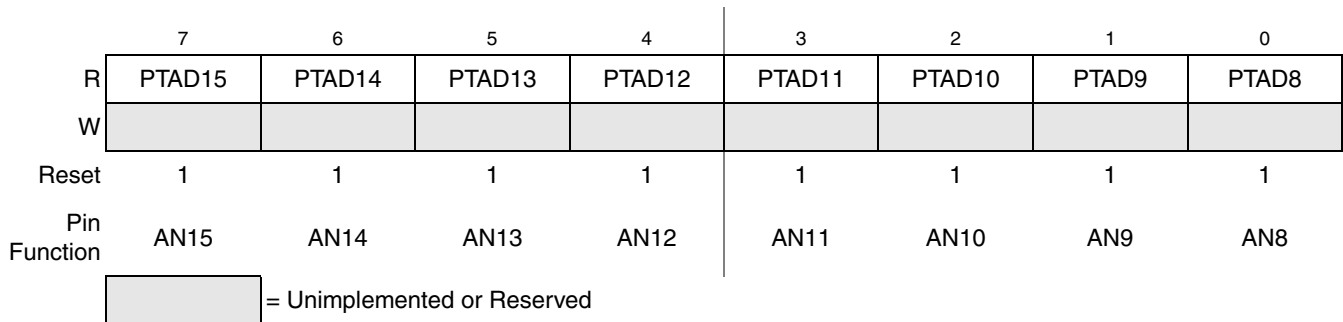 7 6 5 4 3 2 1 0
R PTAD15 PTAD14 PTAD13 PTAD12 PTAD11 PTAD10 PTAD9 PTAD8
W
Reset 1 1 1 1 1 1 1 1
Pin Function AN15 AN14 AN13 AN12 AN11 AN10 AN9 AN8
= Unimplemented or Reserved